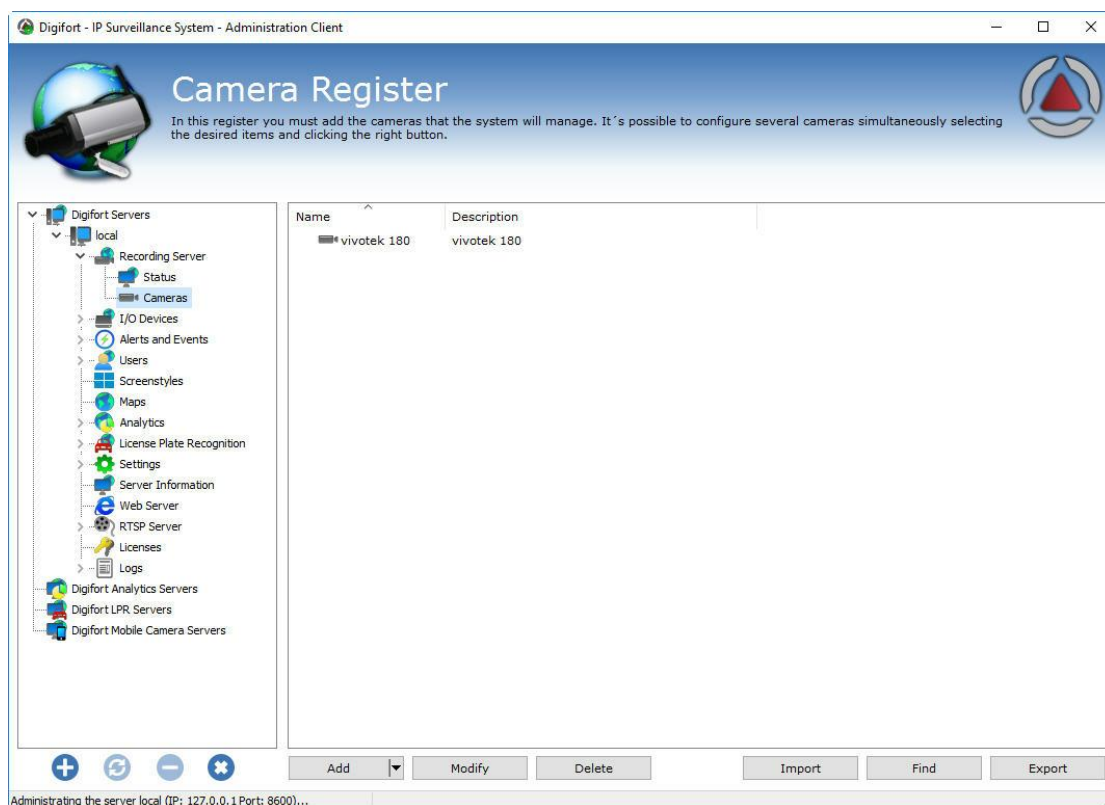 Digifort - IP Surveillance System - Administration Client
Camera Register
In this register you must add the cameras that the system will manage. It´s possible to configure several cameras simultaneously selecting
the desired items and clicking the right button.
Digifort Servers
local
Recording Server
Status
Cameras
I/O Devices
Alerts and Events
Users
Screenstyles
Maps
Analytics
License Plate Recognition
Settings
Server Information
Web Server
RTSP Server
Licenses
Logs
Digifort Analytics Servers
Digifort LPR Servers
Digifort Mobile Camera Servers
Name Description
vivotek 180 vivotek 180
Add Modify Delete Import Find Export
Administrating the server local (IP: 127.0.0.1 Port: 8600)...